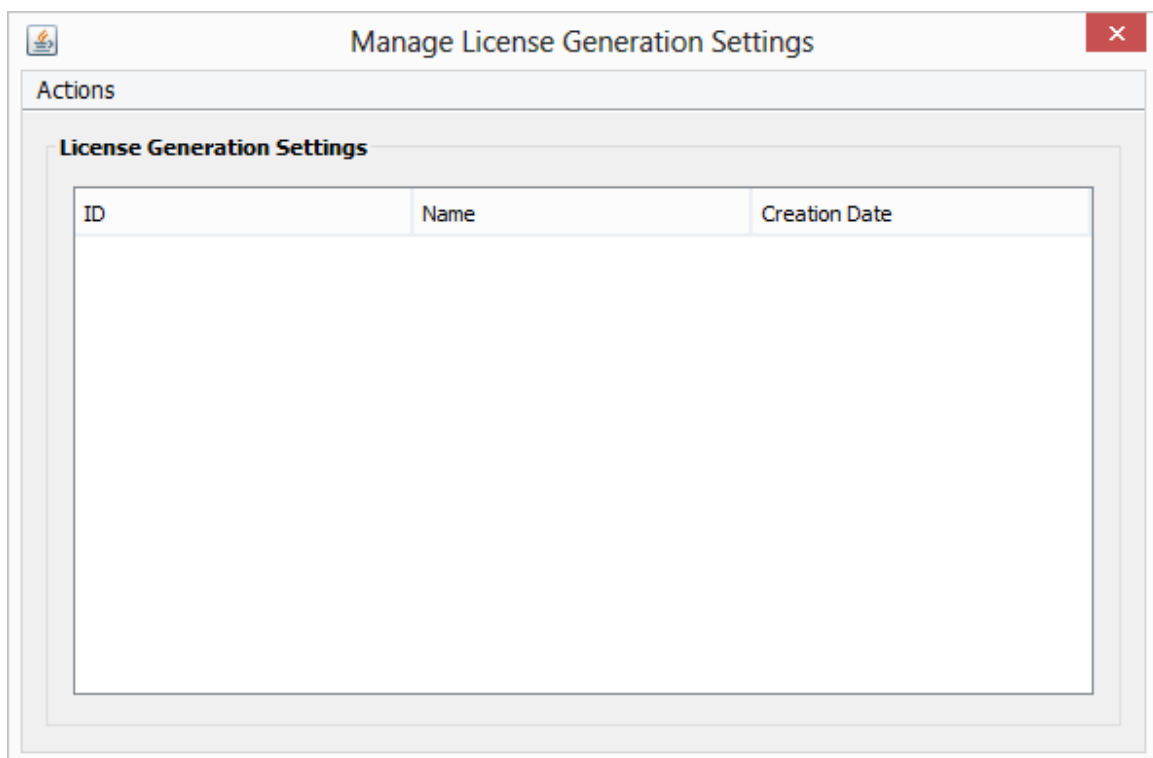 Manage License Generation Settings
Actions
License Generation Settings
ID Name Creation Date